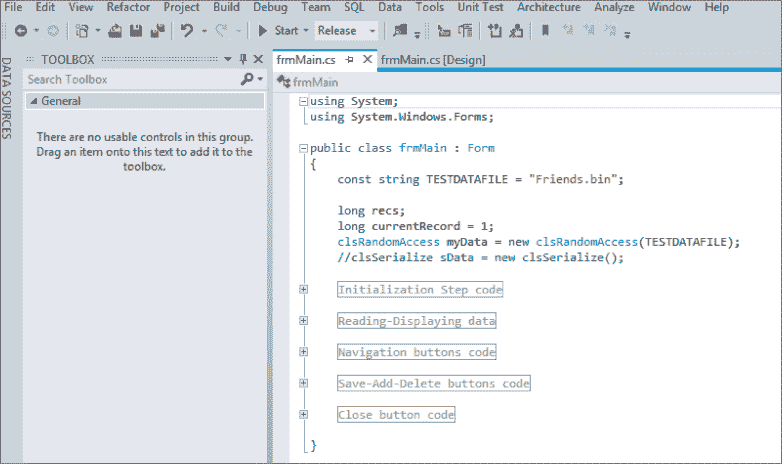 File Edit View Refactor Project Build Debug Team SQL Data Tools Unit Test Architecture Analyze Window Help
Start Release
DATA SOURCES
TOOLBOX
Search Toolbox
General
There are no usable controls in this group.
Drag an item onto this text to add it to the
toolbox.
frmMain.cs frmMain.cs [Design]
frmMain
using System;
using System.Windows.Forms;
public class frmMain : Form
{
const string TESTDATAFILE = "Friends.bin";
long recs;
long currentRecord = 1;
clsRandomAccess myData = new clsRandomAccess(TESTDATAFILE);
//clsSerialize sData = new clsSerialize();
Initialization Step code
Reading-Displaying data
Navigation buttons code
Save-Add-Delete buttons code
Close button code
}